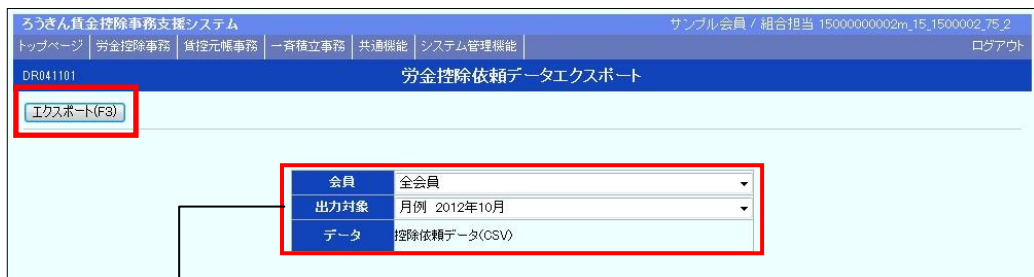 ろうきん賃金控除事務支援システム
サンプル会員 / 組合担当 15000000002m_15_1500002_75_2
トップページ 労金控除事務 賃控元帳事務 一斉積立事務 共通機能 システム管理機能 ログアウト
DR041101 労金控除依頼データエクスポート
エクスポート(F3)
会員 全会員
出力対象 月例 2012年10月
データ 控除依頼データ(CSV)